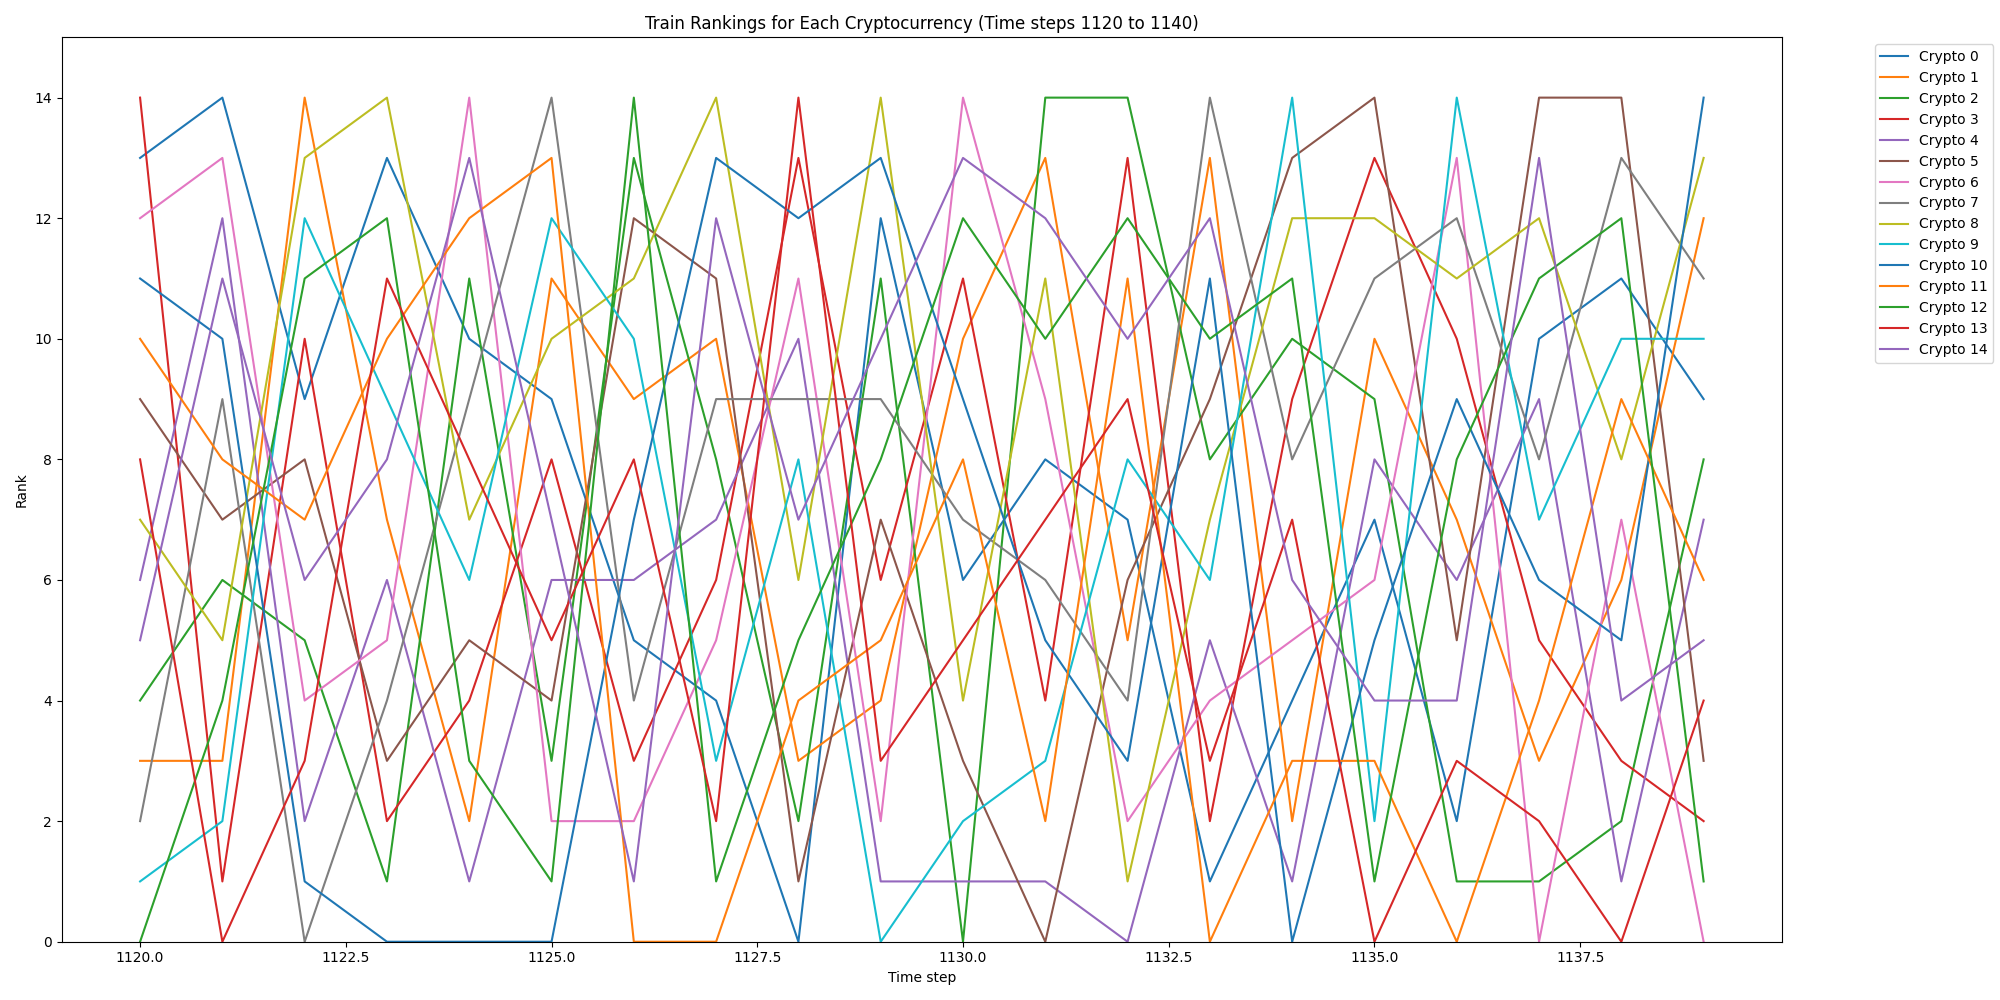 Train Rankings for Each Cryptocurrency (Time steps 1120 to 1140)
14
12
10
8
6
4
2
0
Rank
1120.0 1122.5 1125.0 1127.5 1130.0 1132.5 1135.0 1137.5
Time step
Crypto 0
Crypto 1
Crypto 2
Crypto 3
Crypto 4
Crypto 5
Crypto 6
Crypto 7
Crypto 8
Crypto 9
Crypto 10
Crypto 11
Crypto 12
Crypto 13
Crypto 14